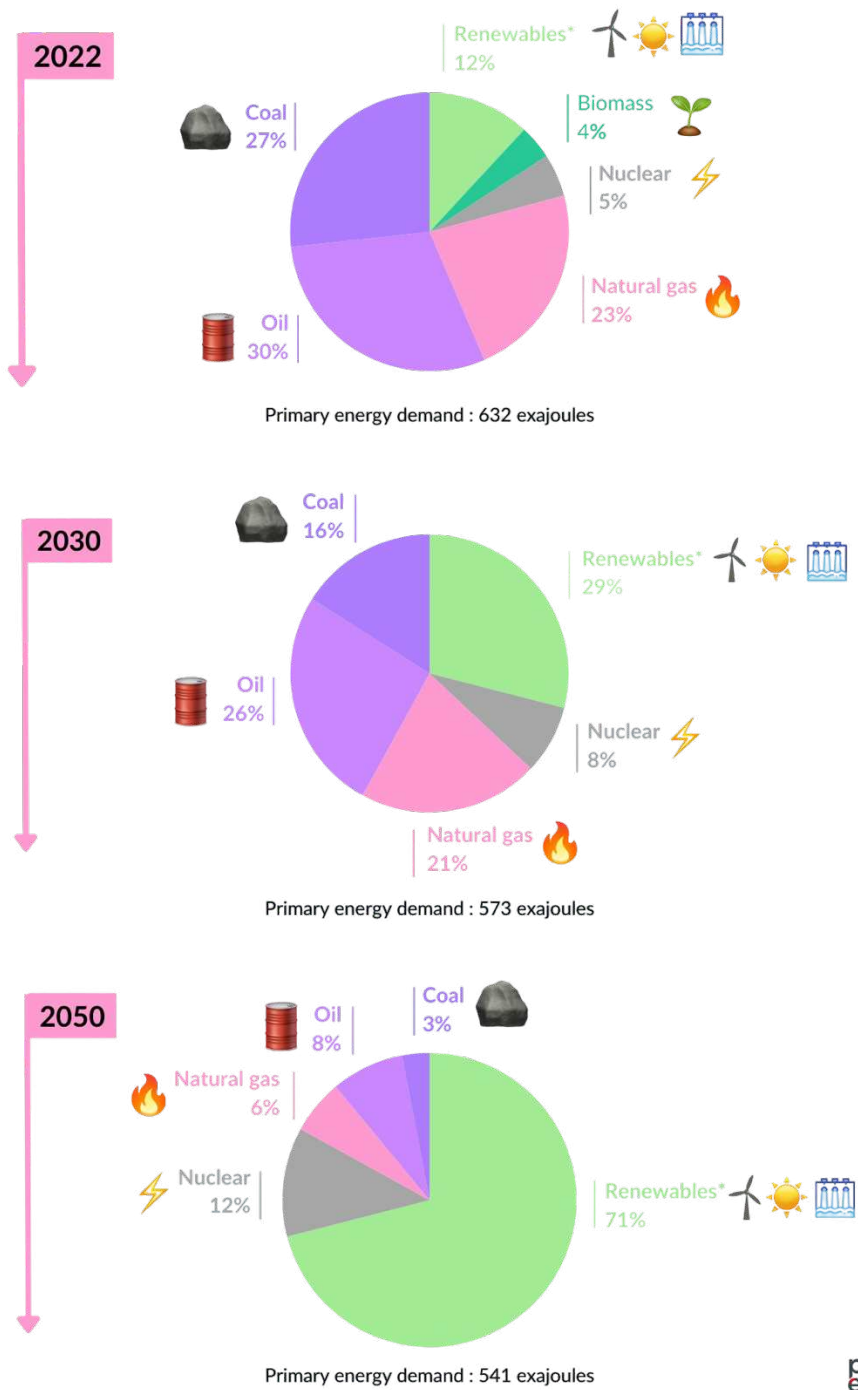 2022
Renewables*
12%
Coal
27%
Biomass
4%
Nuclear
5%
Natural gas
23%
Oil
30%
Primary energy demand : 632 exajoules
2030
Coal
16%
Renewables*
29%
Oil
26%
Nuclear
8%
Natural gas
21%
Primary energy demand : 573 exajoules
2050
Oil
8%
Coal
3%
Natural gas
6%
Nuclear
12%
Renewables*
71%
Primary energy demand : 541 exajoules